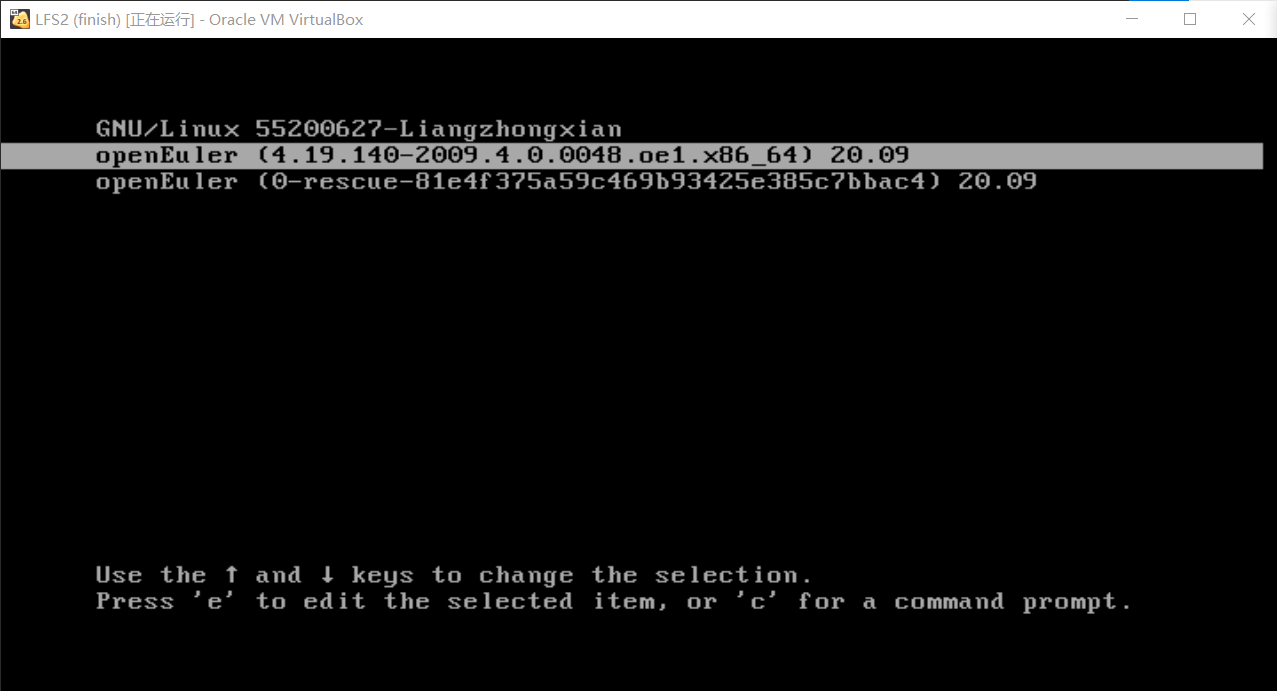 LFS2 (finish) [正在运行] - Oracle VM VirtualBox
GNU/Linux 55200627-Liangzhongxian
openEuler (4.19.140-2009.4.0.0048.oe1.x86_64) 20.09
openEuler (0-rescue-81e4f375a59c469b93425e385c7bbac4) 20.09
Use the ↑ and ↓ keys to change the selection.
Press 'e' to edit the selected item, or 'c' for a command prompt.